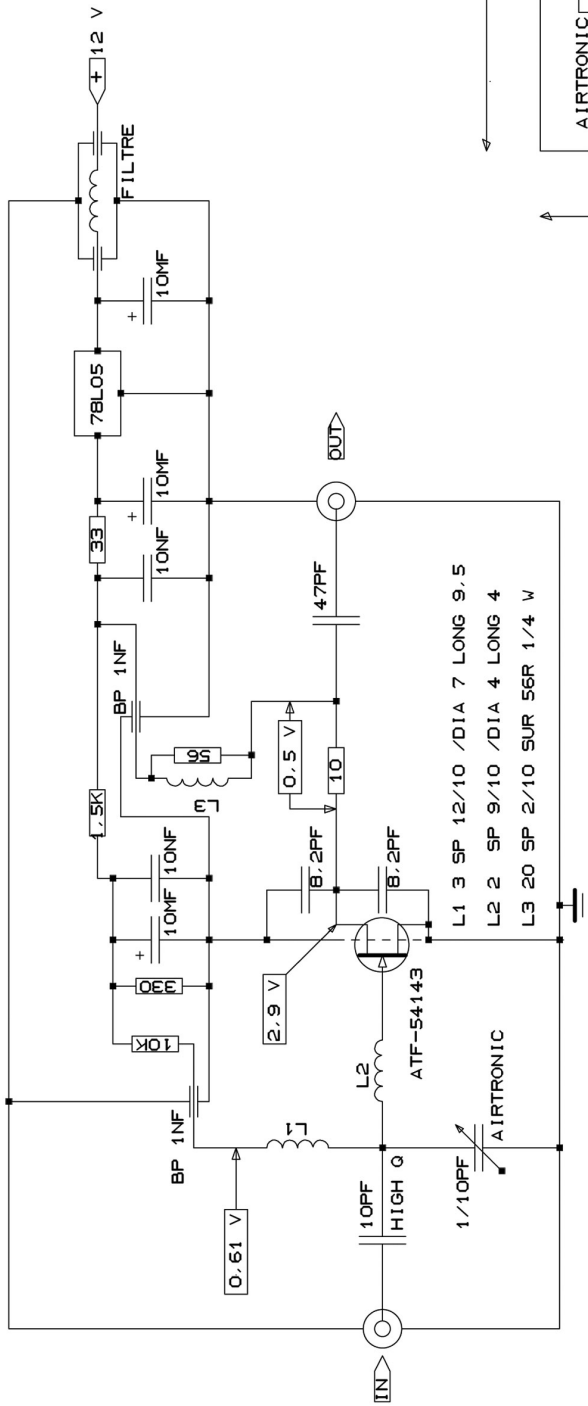 + 12 V
FILTRE
10MF
+
78L05
10MF
+
33
10NF
BP 1NF
1,5K
56
L3
10NF
10MF
+
330
10K
BP 1NF
0,61 V
L1
2,9 V
8,2PF
8,2PF
0,5 V
10
47PF
OUT
L2
ATF-54143
IN
10PF
HIGH Q
1/10PF
AIRTRONIC
L1 3 SP 12/10 /DIA 7 LONG 9.5
L2 2 SP 9/10 /DIA 4 LONG 4
L3 20 SP 2/10 SUR 56R 1/4 W
AIRTRONIC